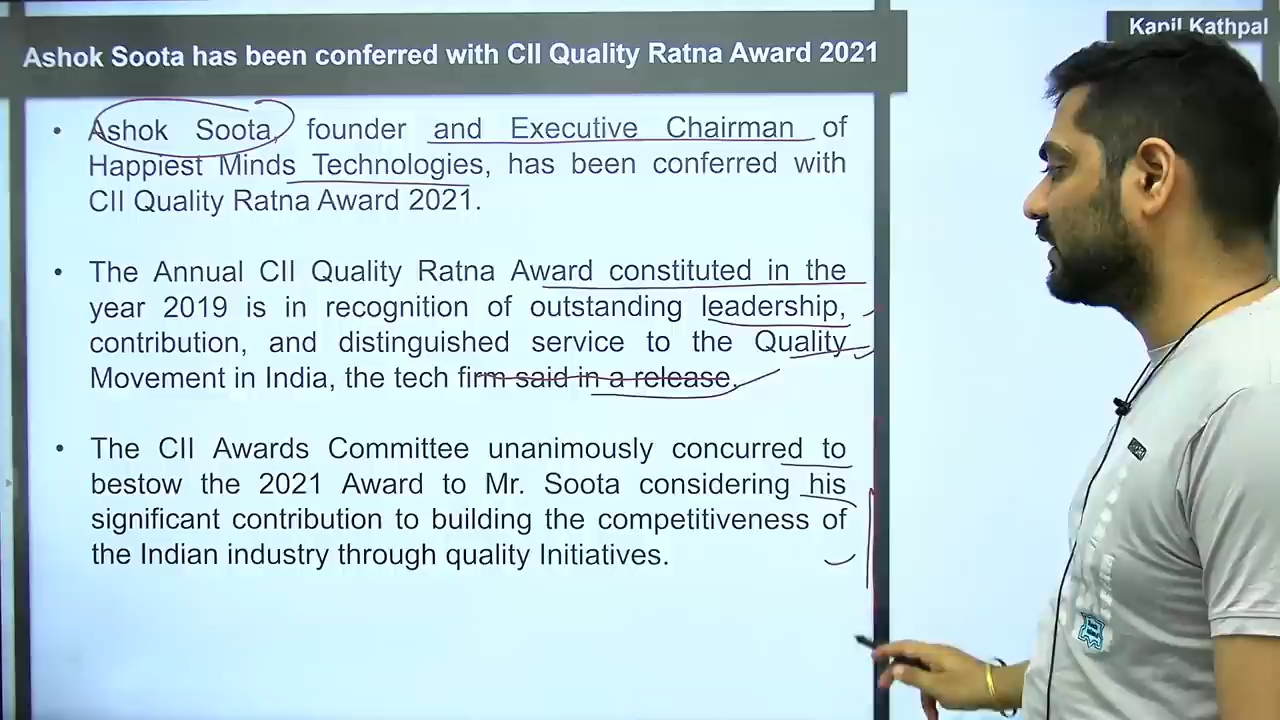 Ashok Soota has been conferred with CII Quality Ratna Award 2021
Kapil Kathpal
• Ashok Soota, founder and Executive Chairman of
Happiest Minds Technologies, has been conferred with
CII Quality Ratna Award 2021.
• The Annual CII Quality Ratna Award constituted in the
year 2019 is in recognition of outstanding leadership,
contribution, and distinguished service to the Quality
Movement in India, the tech firm said in a release.
• The CII Awards Committee unanimously concurred to
bestow the 2021 Award to Mr. Soota considering his
significant contribution to building the competitiveness of
the Indian industry through quality Initiatives.